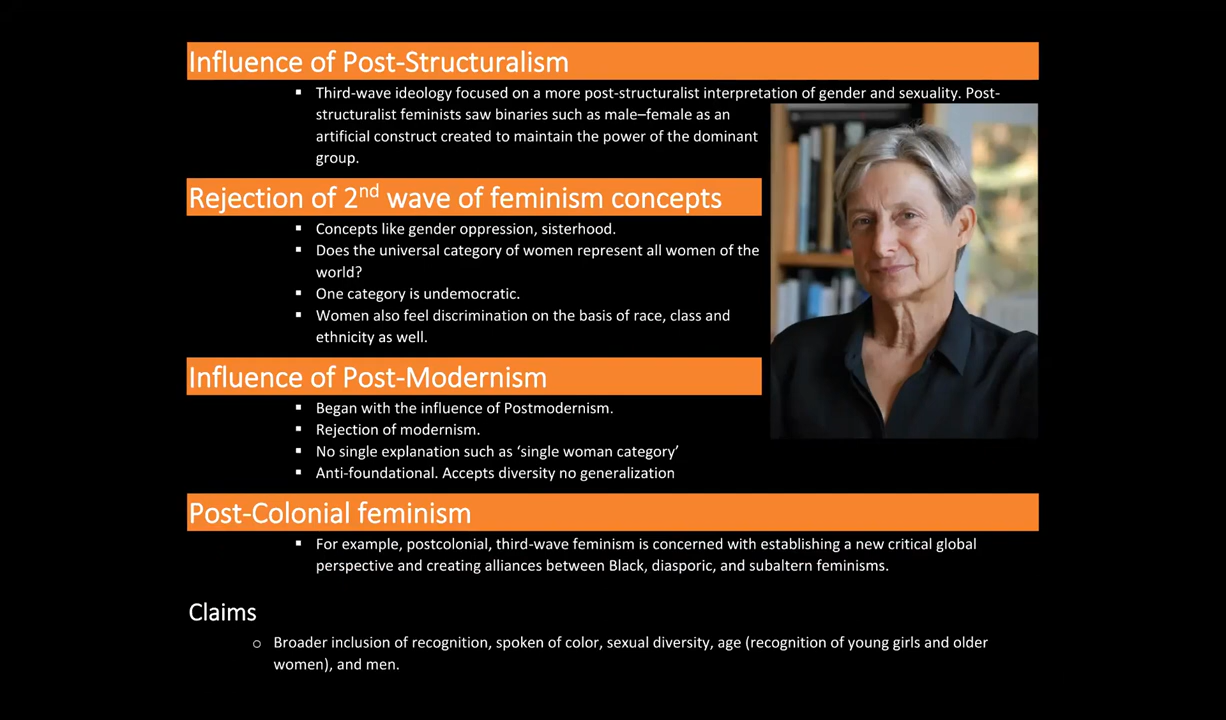 Influence of Post-Structuralism
▪ Third-wave ideology focused on a more post-structuralist interpretation of gender and sexuality. Post-
structuralist feminists saw binaries such as male–female as an
artificial construct created to maintain the power of the dominant
group.
Rejection of 2nd wave of feminism concepts
▪ Concepts like gender oppression, sisterhood.
▪ Does the universal category of women represent all women of the
world?
▪ One category is undemocratic.
▪ Women also feel discrimination on the basis of race, class and
ethnicity as well.
Influence of Post-Modernism
▪ Began with the influence of Postmodernism.
▪ Rejection of modernism.
▪ No single explanation such as ‘single woman category’
▪ Anti-foundational. Accepts diversity no generalization
Post-Colonial feminism
▪ For example, postcolonial, third-wave feminism is concerned with establishing a new critical global
perspective and creating alliances between Black, diasporic, and subaltern feminisms.
Claims
o Broader inclusion of recognition, spoken of color, sexual diversity, age (recognition of young girls and older
women), and men.